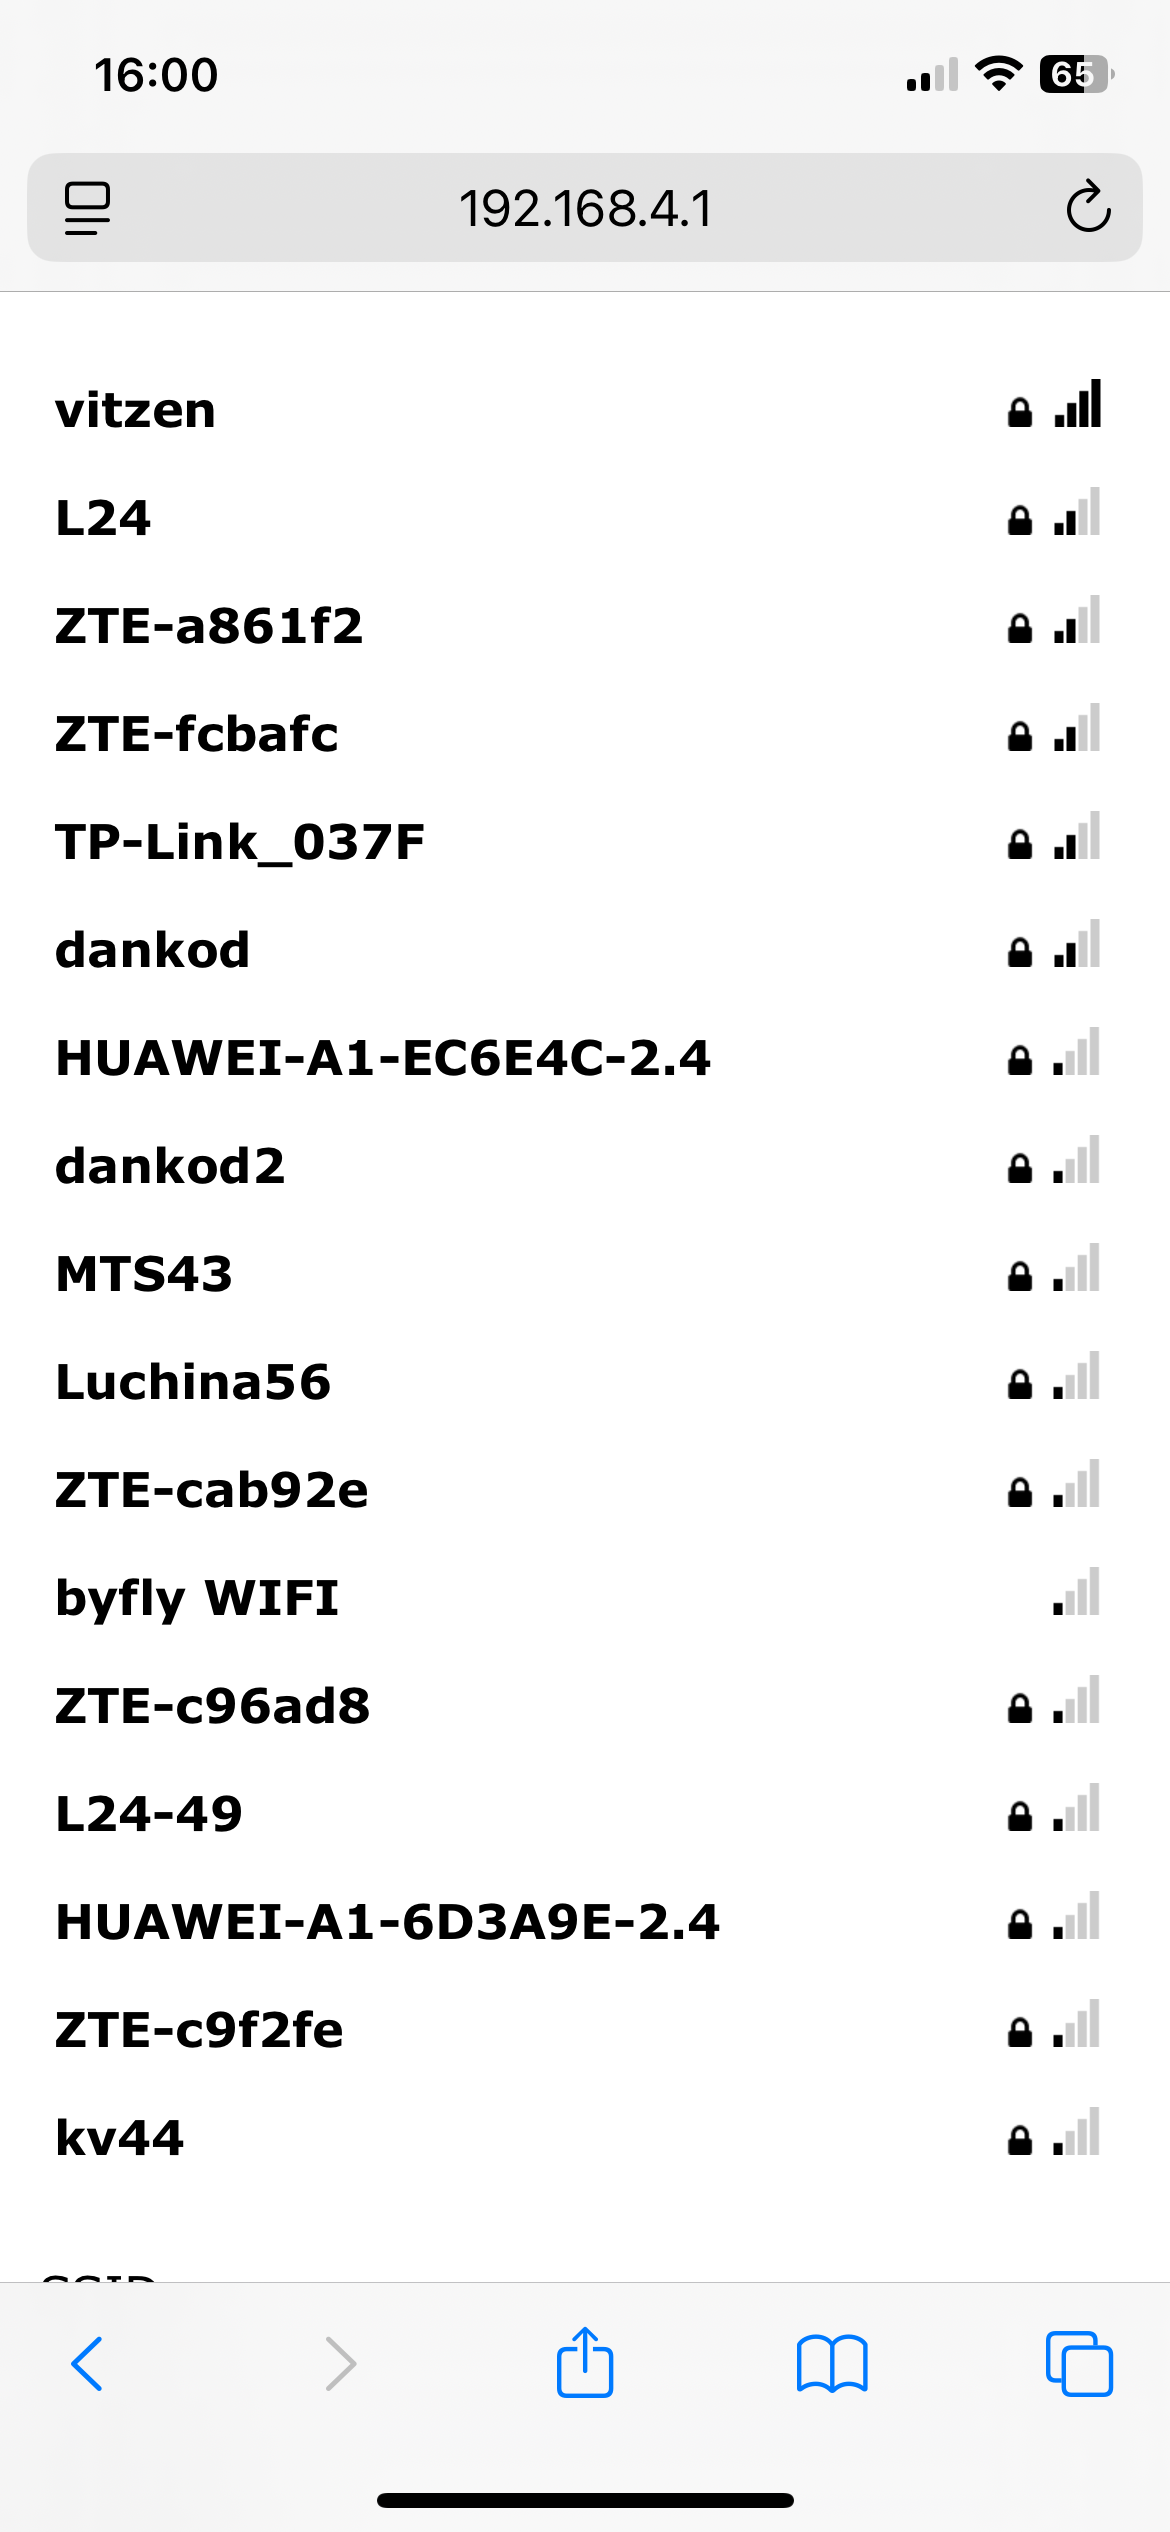 16:00
65
192.168.4.1
vitzen
L24
ZTE-a861f2
ZTE-fcbafc
TP-Link_037F
dankod
HUAWEI-A1-EC6E4C-2.4
dankod2
MTS43
Luchina56
ZTE-cab92e
byfly WIFI
ZTE-c96ad8
L24-49
HUAWEI-A1-6D3A9E-2.4
ZTE-c9f2fe
kv44
SSID